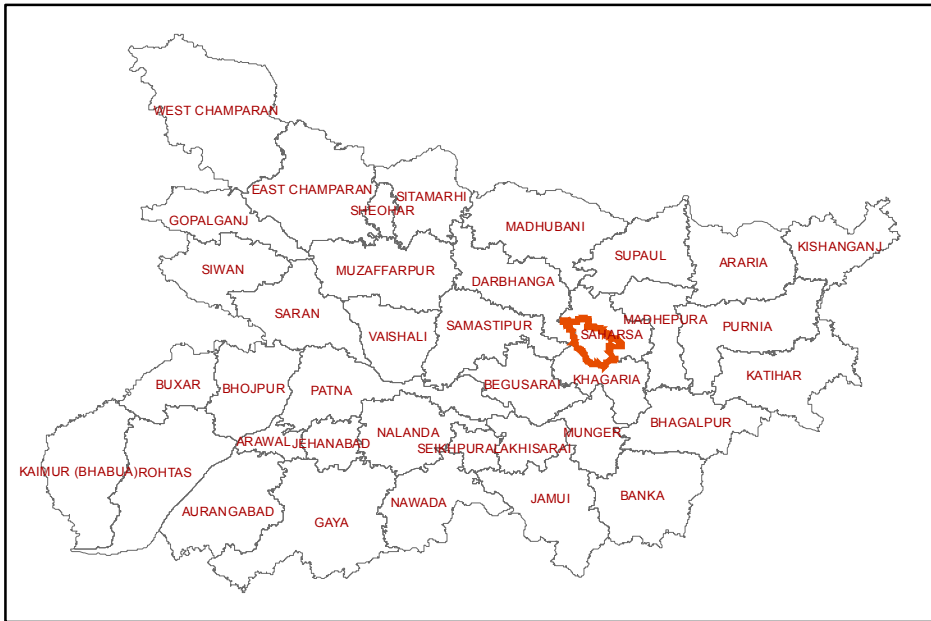 WEST CHAMPARAN
EAST CHAMPARAN
SITAMARHI
SHEOHAR
GOPALGANJ
MADHUBANI
KISHANGANJ
SUPAUL
ARARIA
SIWAN
MUZAFFARPUR
DARBHANGA
SARAN
SAMASTIPUR
MADHEPURA
PURNIA
VAISHALI
SAHARSA
BUXAR
BHOJPUR
PATNA
BEGUSARAI
KHAGARIA
KATIHAR
BHAGALPUR
ARAWAL
JEHANABAD
NALANDA
SEIKHPURA
LAKHISARAI
MUNGER
KAIMUR (BHABUA)
ROHTAS
AURANGABAD
GAYA
NAWADA
JAMUI
BANKA